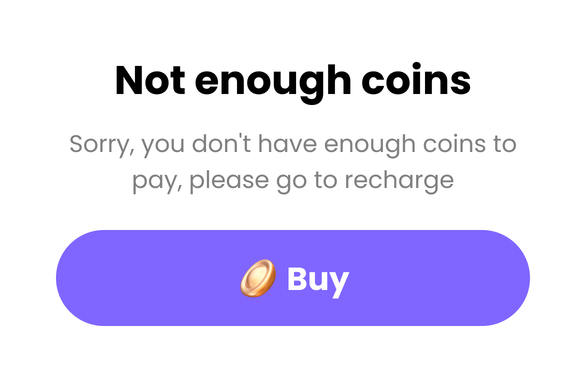 Not enough coins
Sorry, you don't have enough coins to
pay, please go to recharge
Buy